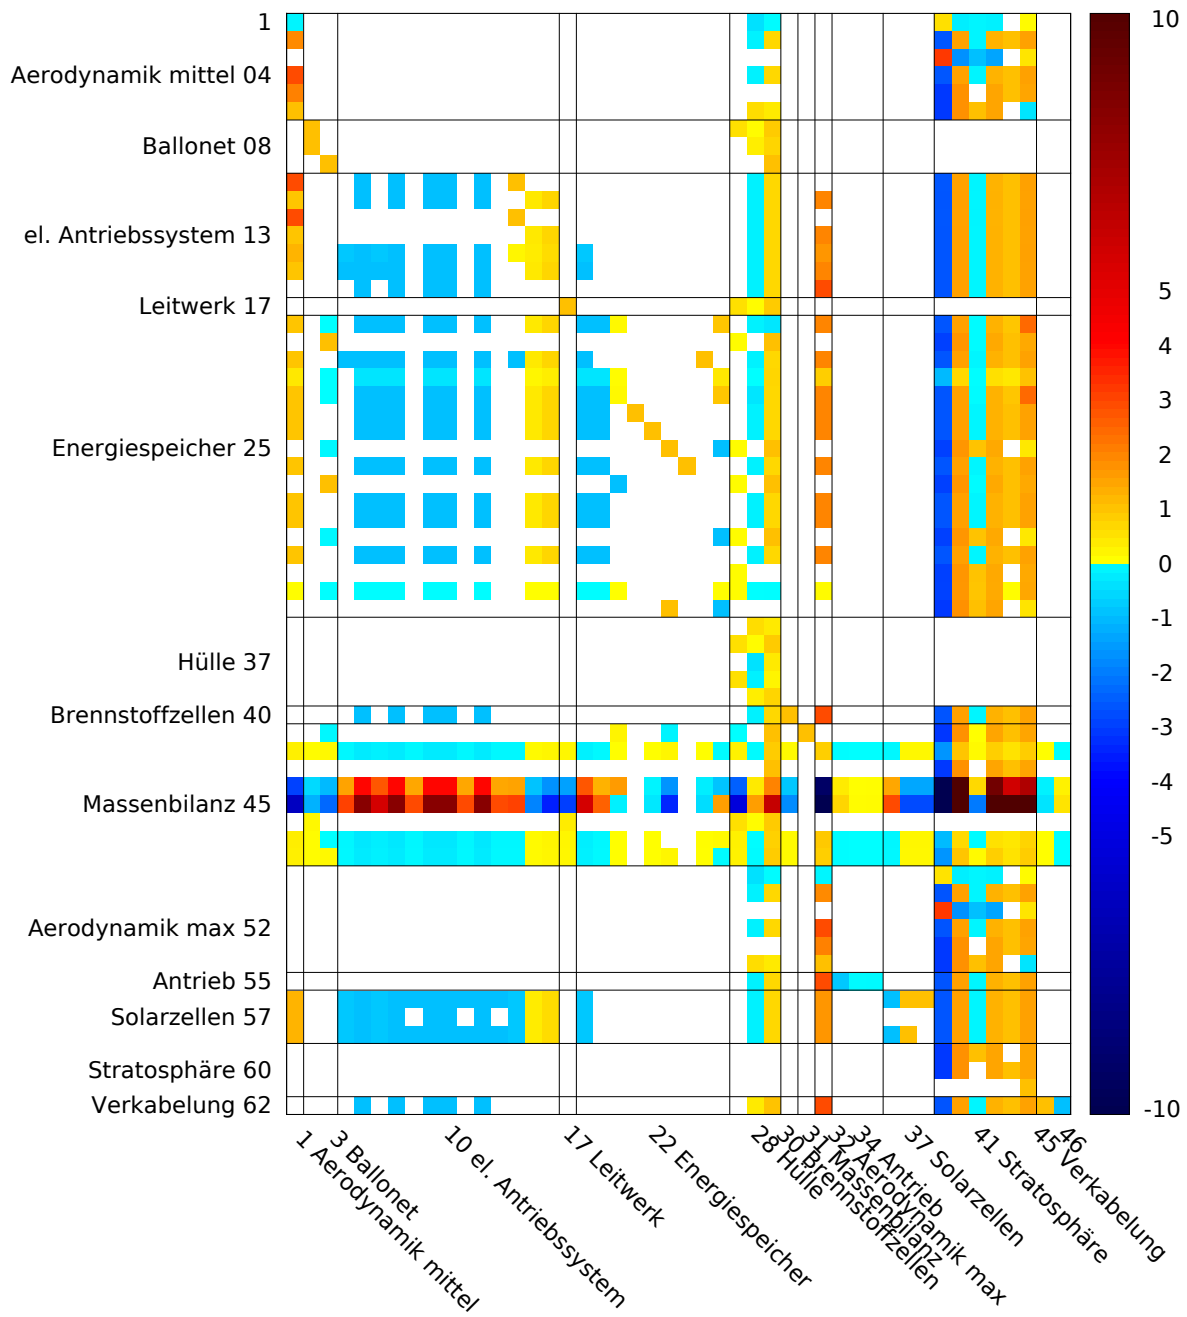 1
Aerodynamik mittel 04
Ballonet 08
el. Antriebssystem 13
Leitwerk 17
Energiespeicher 25
Hülle 37
Brennstoffzellen 40
Massenbilanz 45
Aerodynamik max 52
Antrieb 55
Solarzellen 57
Stratosphäre 60
Verkabelung 62
1 Aerodynamik mittel
3 Ballonet
10 el. Antriebssystem
17 Leitwerk
22 Energiespeicher
28 Hülle
30 Brennstoffzellen
31 Massenbilanz
32 Aerodynamik max
34 Antrieb
37 Solarzellen
41 Stratosphäre
45 Verkabelung
46
10
5
4
3
2
1
0
-1
-2
-3
-4
-5
-10